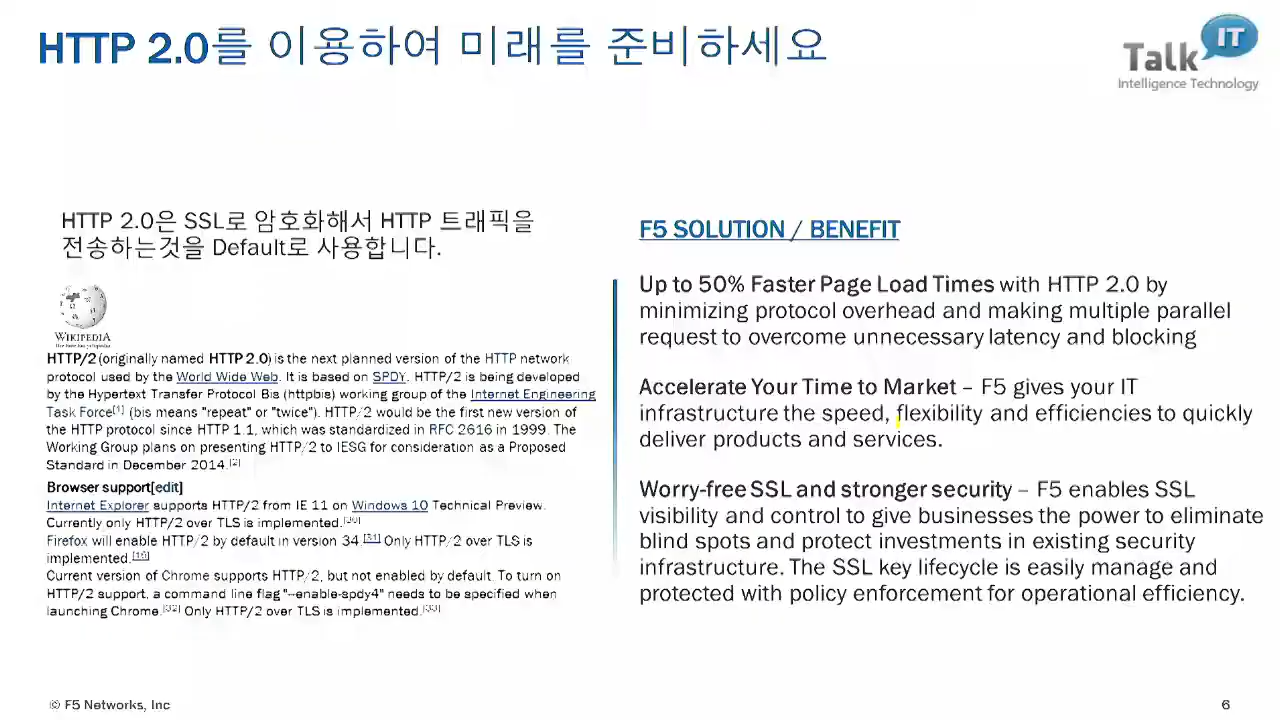 HTTP 2.0를 이용하여 미래를 준비하세요
Talk IT
Intelligence Technology
HTTP 2.0은 SSL로 암호화해서 HTTP 트래픽을
전송하는것을 Default로 사용합니다.
WIKIPEDIA
The Free Encyclopedia
HTTP/2 (originally named HTTP 2.0) is the next planned version of the HTTP network
protocol used by the World Wide Web. It is based on SPDY. HTTP/2 is being developed
by the Hypertext Transfer Protocol Bis (httpbis) working group of the Internet Engineering
Task Force[1] (bis means "repeat" or "twice"). HTTP/2 would be the first new version of
the HTTP protocol since HTTP 1.1, which was standardized in RFC 2616 in 1999. The
Working Group plans on presenting HTTP/2 to IESG for consideration as a Proposed
Standard in December 2014.[2]
Browser support[edit]
Internet Explorer supports HTTP/2 from IE 11 on Windows 10 Technical Preview.
Currently only HTTP/2 over TLS is implemented.[30]
Firefox will enable HTTP/2 by default in version 34.[31] Only HTTP/2 over TLS is
implemented.[19]
Current version of Chrome supports HTTP/2, but not enabled by default. To turn on
HTTP/2 support, a command line flag "--enable-spdy4" needs to be specified when
launching Chrome.[32] Only HTTP/2 over TLS is implemented.[33]
F5 SOLUTION / BENEFIT
Up to 50% Faster Page Load Times with HTTP 2.0 by
minimizing protocol overhead and making multiple parallel
request to overcome unnecessary latency and blocking
Accelerate Your Time to Market – F5 gives your IT
infrastructure the speed, flexibility and efficiencies to quickly
deliver products and services.
Worry-free SSL and stronger security – F5 enables SSL
visibility and control to give businesses the power to eliminate
blind spots and protect investments in existing security
infrastructure. The SSL key lifecycle is easily manage and
protected with policy enforcement for operational efficiency.
© F5 Networks, Inc
6